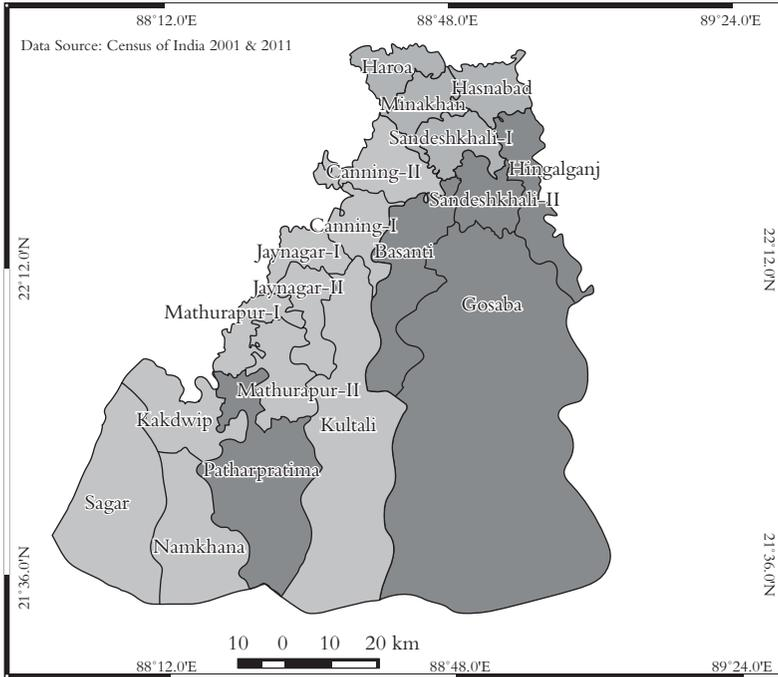 88°12.0'E 88°48.0'E 89°24.0'E
Data Source: Census of India 2001 & 2011
Haroa
Hasnabad
Minakhan
Sandeshkhali-I
Canning-II
Hingalganj
Sandeshkhali-II
Canning-I
Jaynagar-I
Basanti
22°12.0'N
22°12.0'N
Jaynagar-II
Gosaba
Mathurapur-I
Mathurapur-II
Kakdwip
Kultali
Patharpratima
Sagar
Namkhana
21°36.0'N
21°36.0'N
10 0 10 20 km
88°12.0'E 88°48.0'E 89°24.0'E